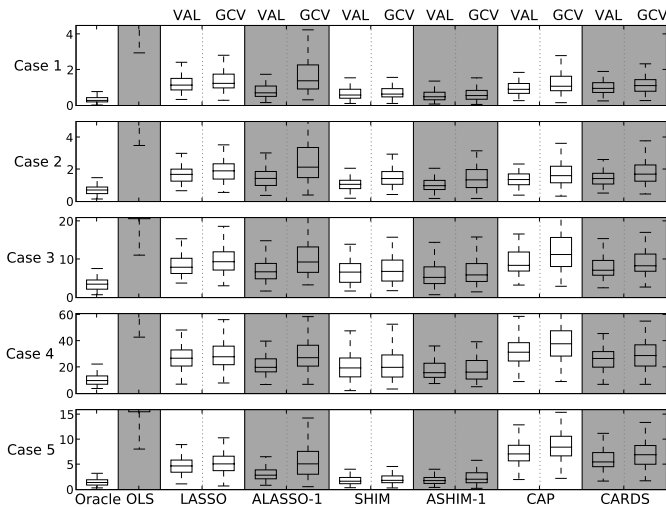 VAL GCV VAL GCV VAL GCV VAL GCV VAL GCV VAL GCV
4
Case 1
2
0
4
Case 2
2
0
20
Case 3
10
0
60
40
Case 4
20
0
15
10
Case 5
5
0
Oracle OLS LASSO ALASSO-1 SHIM ASHIM-1 CAP CARDS